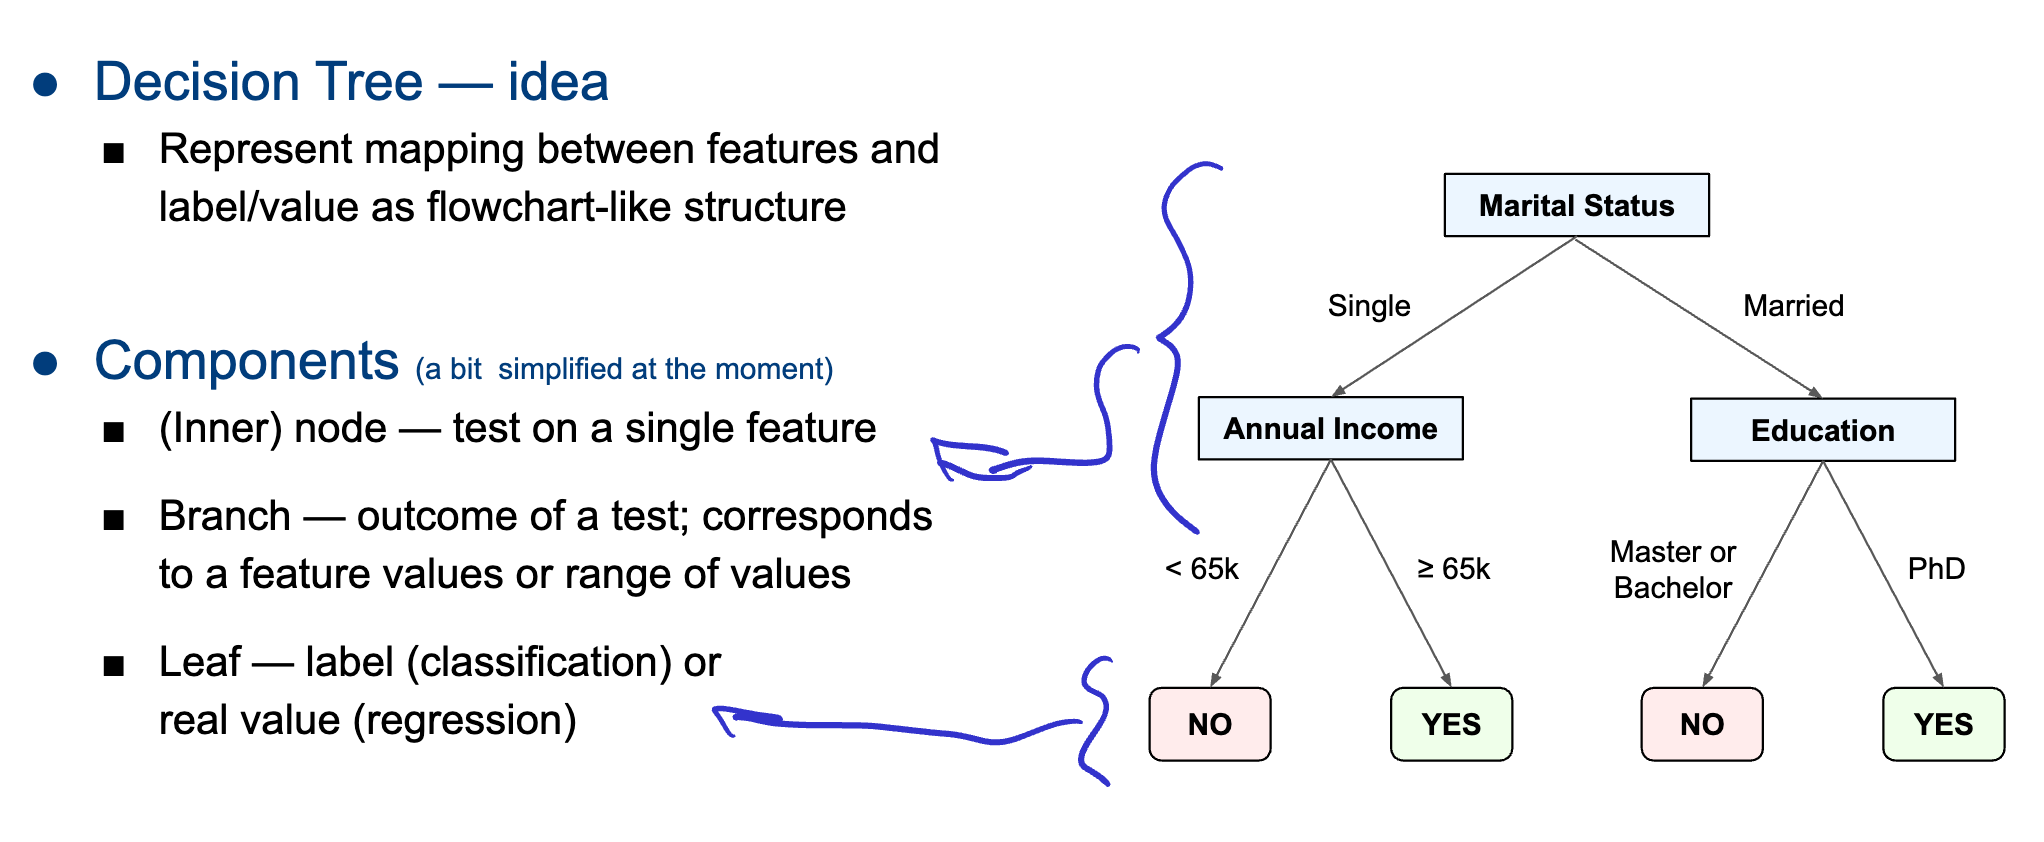 ● Decision Tree — idea
■ Represent mapping between features and
label/value as flowchart-like structure
● Components (a bit simplified at the moment)
■ (Inner) node — test on a single feature
■ Branch — outcome of a test; corresponds
to a feature values or range of values
■ Leaf — label (classification) or
real value (regression)
Marital Status
Single
Married
Annual Income
Education
< 65k
≥ 65k
Master or
Bachelor
PhD
NO
YES
NO
YES